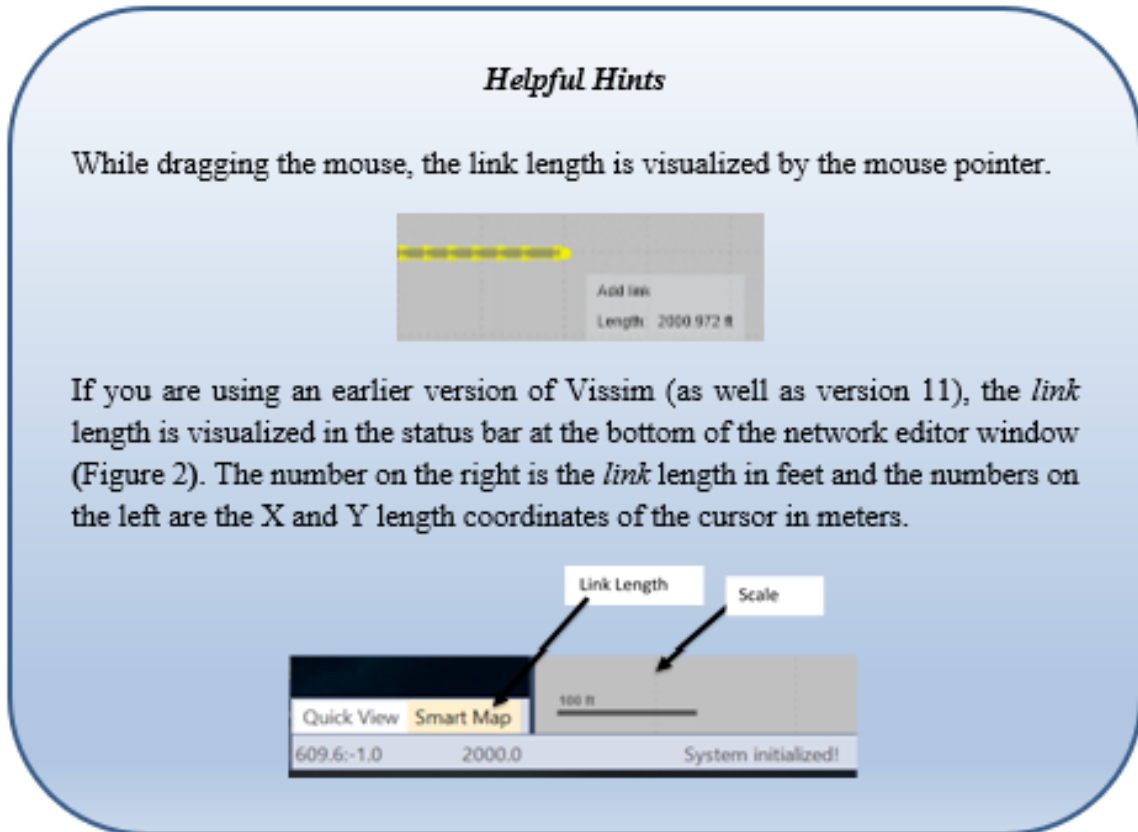 Helpful Hints
While dragging the mouse, the link length is visualized by the mouse pointer.
Add link
Length: 2000.972 ft
If you are using an earlier version of Vissim (as well as version 11), the link
length is visualized in the status bar at the bottom of the network editor window
(Figure 2). The number on the right is the link length in feet and the numbers on
the left are the X and Y length coordinates of the cursor in meters.
Link Length
Scale
100 ft
Quick View Smart Map
609.6:-1.0 2000.0 System initialized!